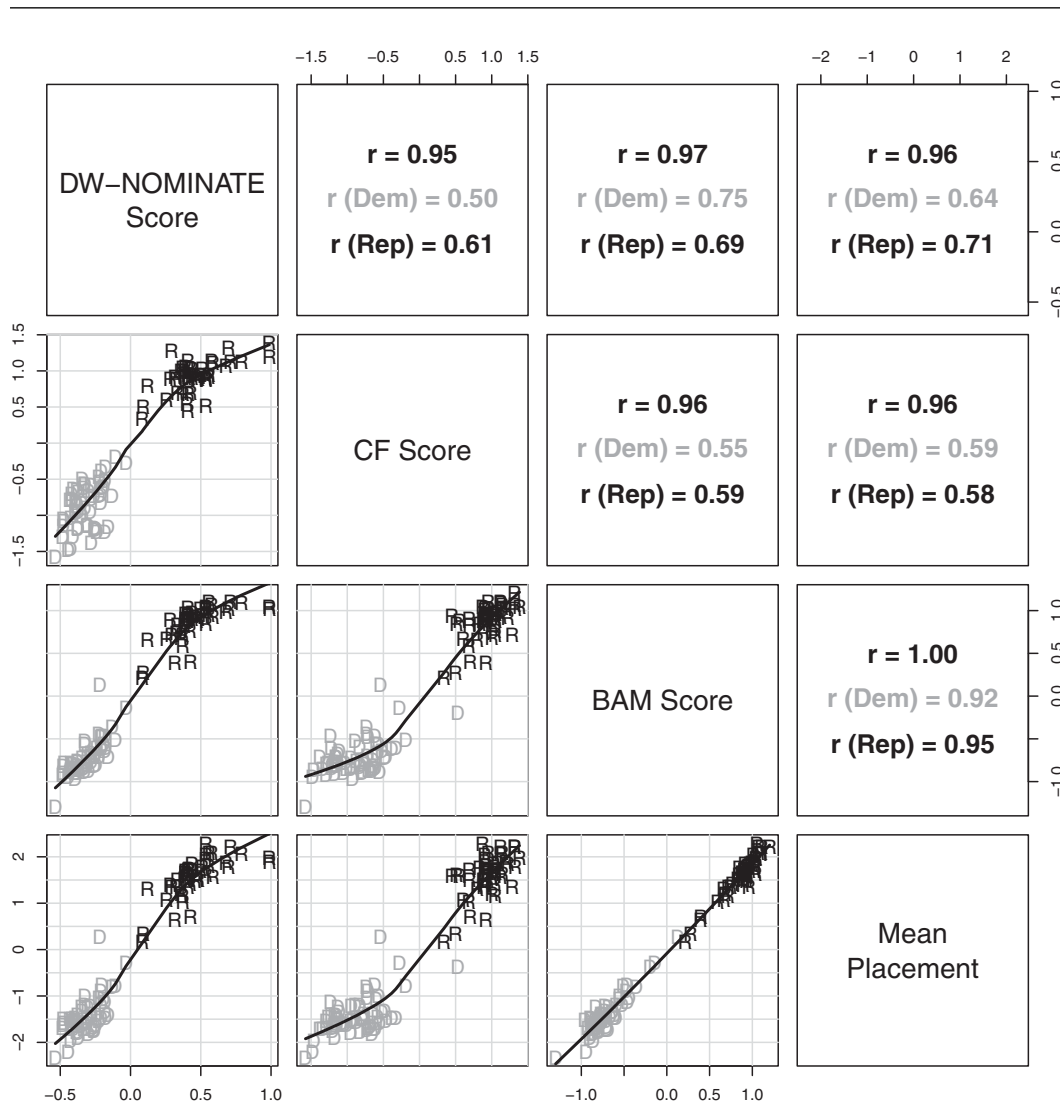 −1.5 −0.5 0.5 1.0 1.5
−2 −1 0 1 2
DW−NOMINATE
Score
r = 0.95
r (Dem) = 0.50
r (Rep) = 0.61
r = 0.97
r (Dem) = 0.75
r (Rep) = 0.69
r = 0.96
r (Dem) = 0.64
r (Rep) = 0.71
−0.5 0.0 0.5 1.0
−1.5 −0.5 0.5 1.0 1.5
CF Score
r = 0.96
r (Dem) = 0.55
r (Rep) = 0.59
r = 0.96
r (Dem) = 0.59
r (Rep) = 0.58
BAM Score
r = 1.00
r (Dem) = 0.92
r (Rep) = 0.95
−1.0 0.0 0.5 1.0
−2 −1 0 1 2
Mean
Placement
−0.5 0.0 0.5 1.0
−1.0 0.0 0.5 1.0